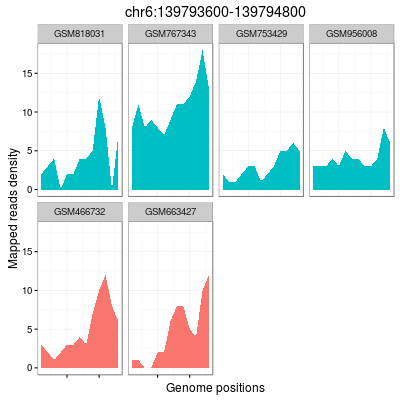 chr6:139793600-139794800
GSM818031 GSM767343 GSM753429 GSM956008
15
10
5
0
GSM466732 GSM663427
15
10
5
0
Mapped reads density
Genome positions